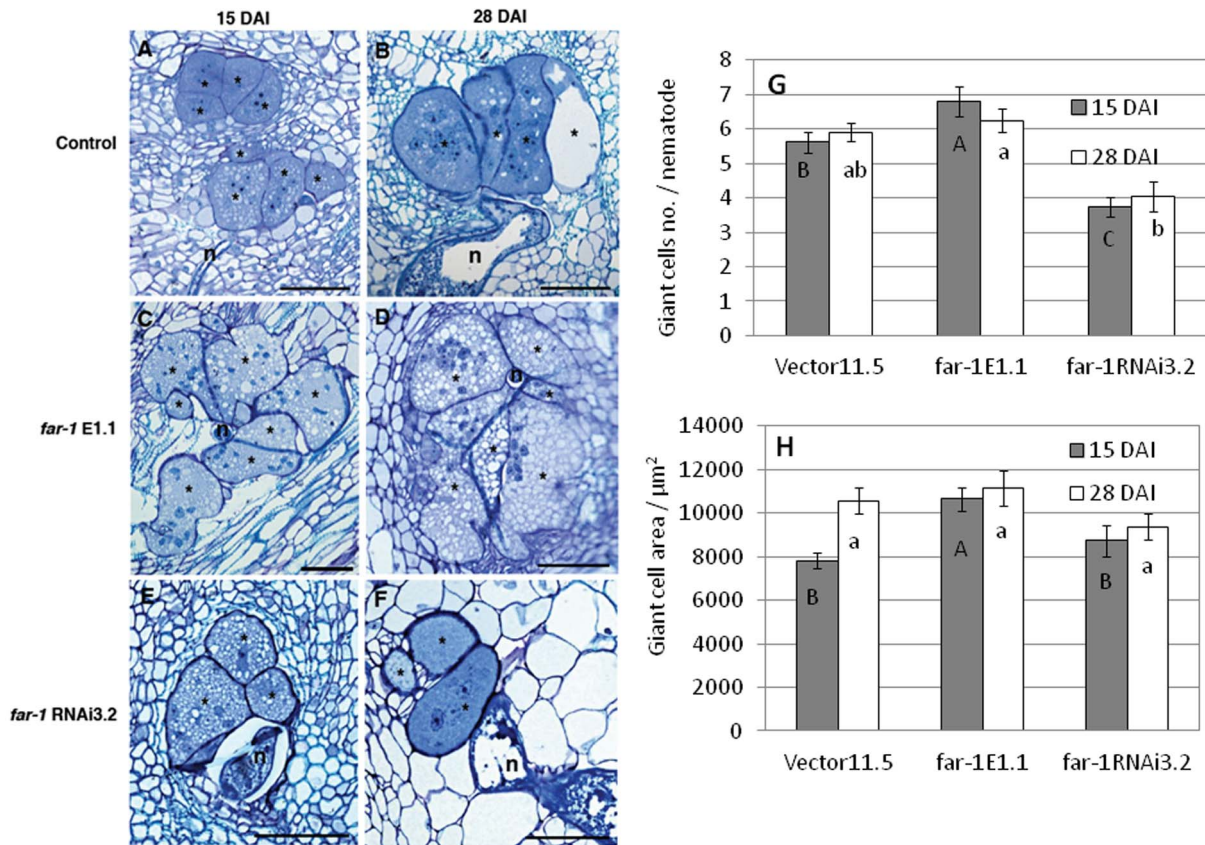 15 DAI
28 DAI
Control
far-1 E1.1
far-1 RNAi3.2
A
* * * *
* * * *
n
B
* * * *
n
C
* * * * * * *
n
D
* * * * * *
n
E
* * *
n
F
* * *
n
G
Giant cells no. / nematode
8
7
6
5
4
3
2
1
0
15 DAI
28 DAI
B ab A a C b
Vector11.5 far-1E1.1 far-1RNAi3.2
H
Giant cell area / µm²
14000
12000
10000
8000
6000
4000
2000
0
15 DAI
28 DAI
B a A a B a
Vector11.5 far-1E1.1 far-1RNAi3.2